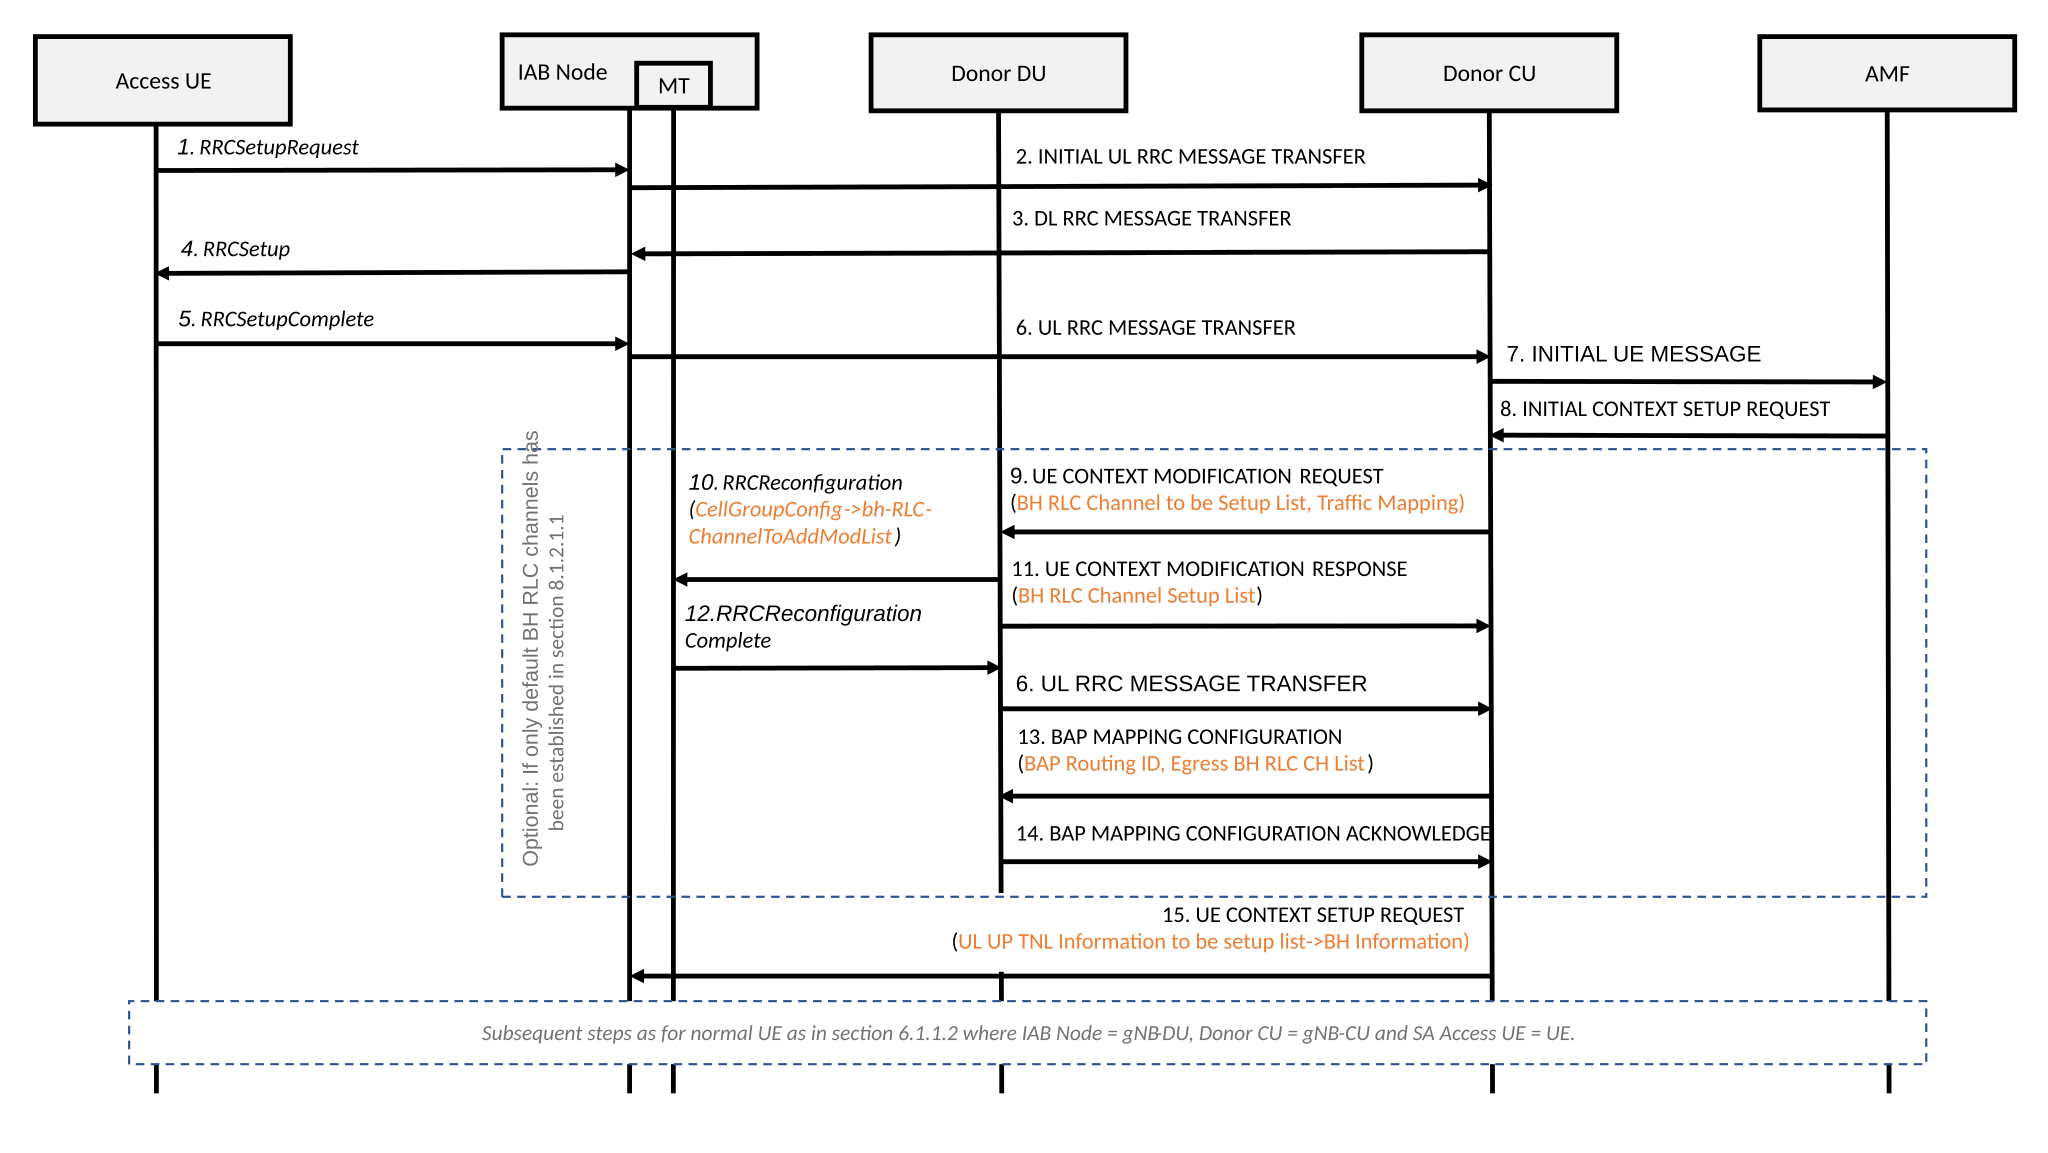 Access UE
IAB Node
MT
Donor DU
Donor CU
AMF
1. RRCSetupRequest
2. INITIAL UL RRC MESSAGE TRANSFER
3. DL RRC MESSAGE TRANSFER
4. RRCSetup
5. RRCSetupComplete
6. UL RRC MESSAGE TRANSFER
7. INITIAL UE MESSAGE
8. INITIAL CONTEXT SETUP REQUEST
Optional: If only default BH RLC channels has
been established in section 8.1.2.1.1
9. UE CONTEXT MODIFICATION REQUEST
(BH RLC Channel to be Setup List, Traffic Mapping)
10. RRCReconfiguration
(CellGroupConfig->bh-RLC-
ChannelToAddModList)
11. UE CONTEXT MODIFICATION RESPONSE
(BH RLC Channel Setup List)
12.RRCReconfiguration
Complete
6. UL RRC MESSAGE TRANSFER
13. BAP MAPPING CONFIGURATION
(BAP Routing ID, Egress BH RLC CH List)
14. BAP MAPPING CONFIGURATION ACKNOWLEDGE
15. UE CONTEXT SETUP REQUEST
(UL UP TNL Information to be setup list->BH Information)
Subsequent steps as for normal UE as in section 6.1.1.2 where IAB Node = gNB-DU, Donor CU = gNB-CU and SA Access UE = UE.